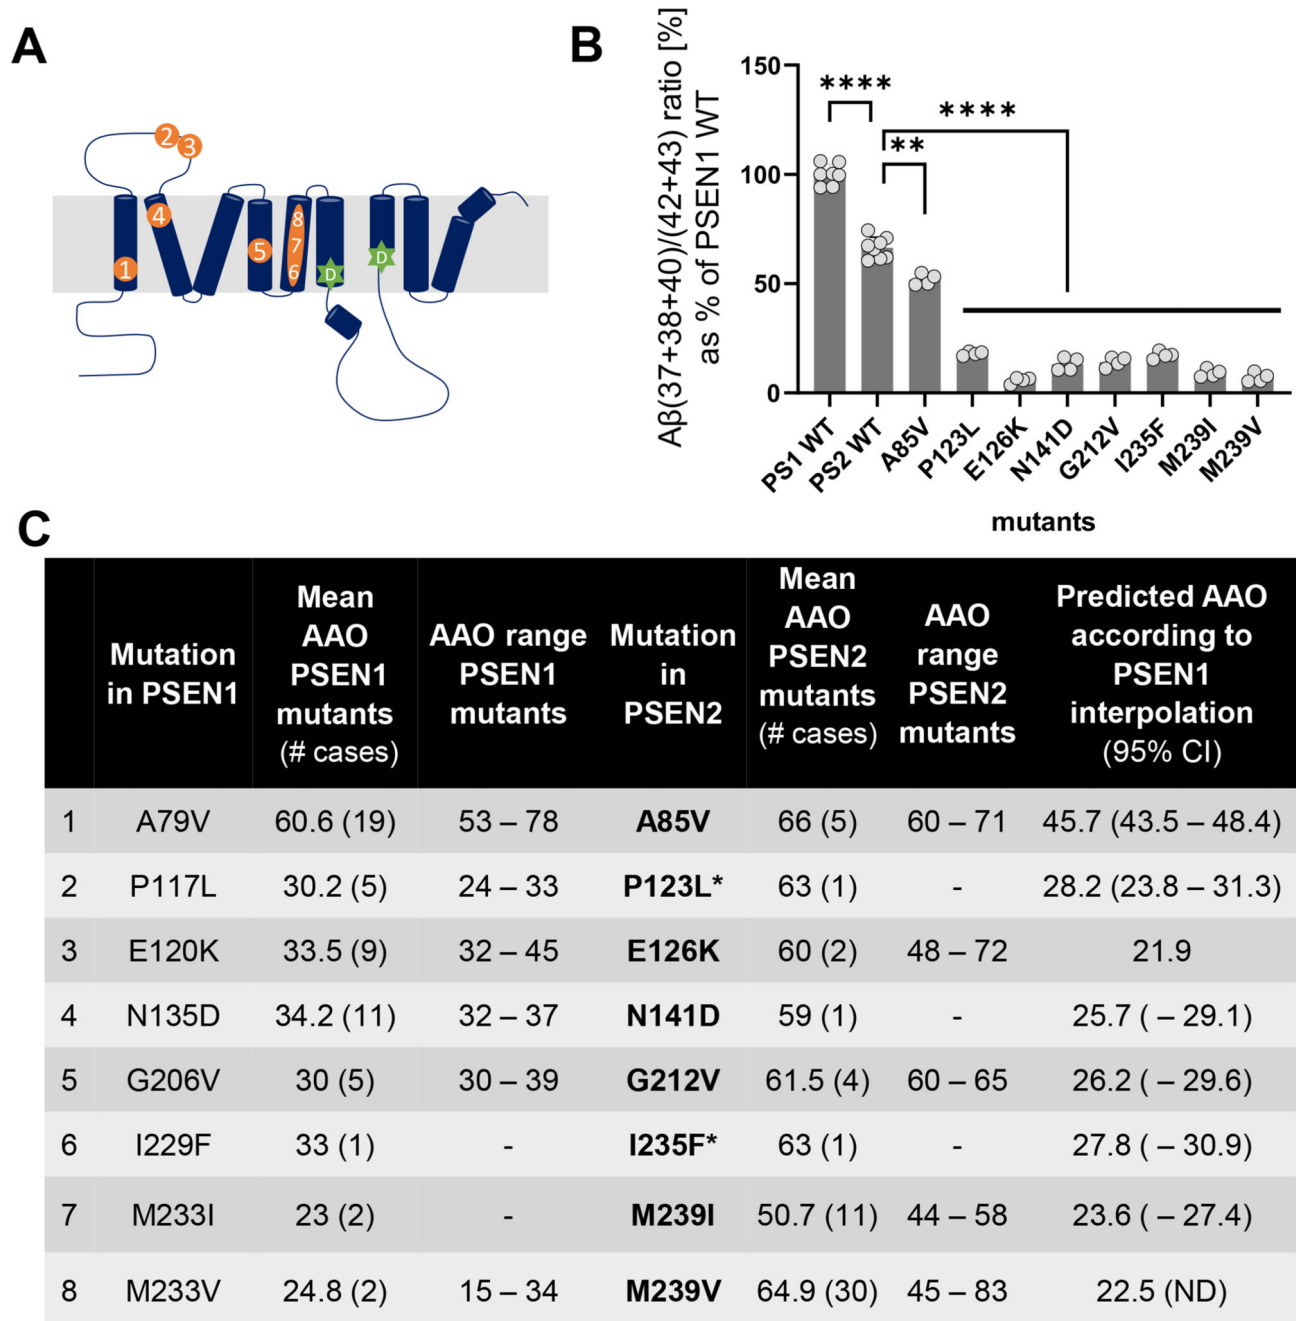 A
2
3
4
1
5
8
7
6
D
D
B
Aβ(37+38+40)/(42+43) ratio [%]
as % of PSEN1 WT
150
100
50
0
****
****
**
PS1 WT
PS2 WT
A85V
P123L
E126K
N141D
G212V
I235F
M239I
M239V
mutants
C
Mutation in PSEN1
Mean AAO PSEN1 mutants (# cases)
AAO range PSEN1 mutants
Mutation in PSEN2
Mean AAO PSEN2 mutants (# cases)
AAO range PSEN2 mutants
Predicted AAO according to PSEN1 interpolation (95% CI)
1 A79V 60.6 (19) 53 – 78 A85V 66 (5) 60 – 71 45.7 (43.5 – 48.4)
2 P117L 30.2 (5) 24 – 33 P123L* 63 (1) - 28.2 (23.8 – 31.3)
3 E120K 33.5 (9) 32 – 45 E126K 60 (2) 48 – 72 21.9
4 N135D 34.2 (11) 32 – 37 N141D 59 (1) - 25.7 ( – 29.1)
5 G206V 30 (5) 30 – 39 G212V 61.5 (4) 60 – 65 26.2 ( – 29.6)
6 I229F 33 (1) - I235F* 63 (1) - 27.8 ( – 30.9)
7 M233I 23 (2) - M239I 50.7 (11) 44 – 58 23.6 ( – 27.4)
8 M233V 24.8 (2) 15 – 34 M239V 64.9 (30) 45 – 83 22.5 (ND)